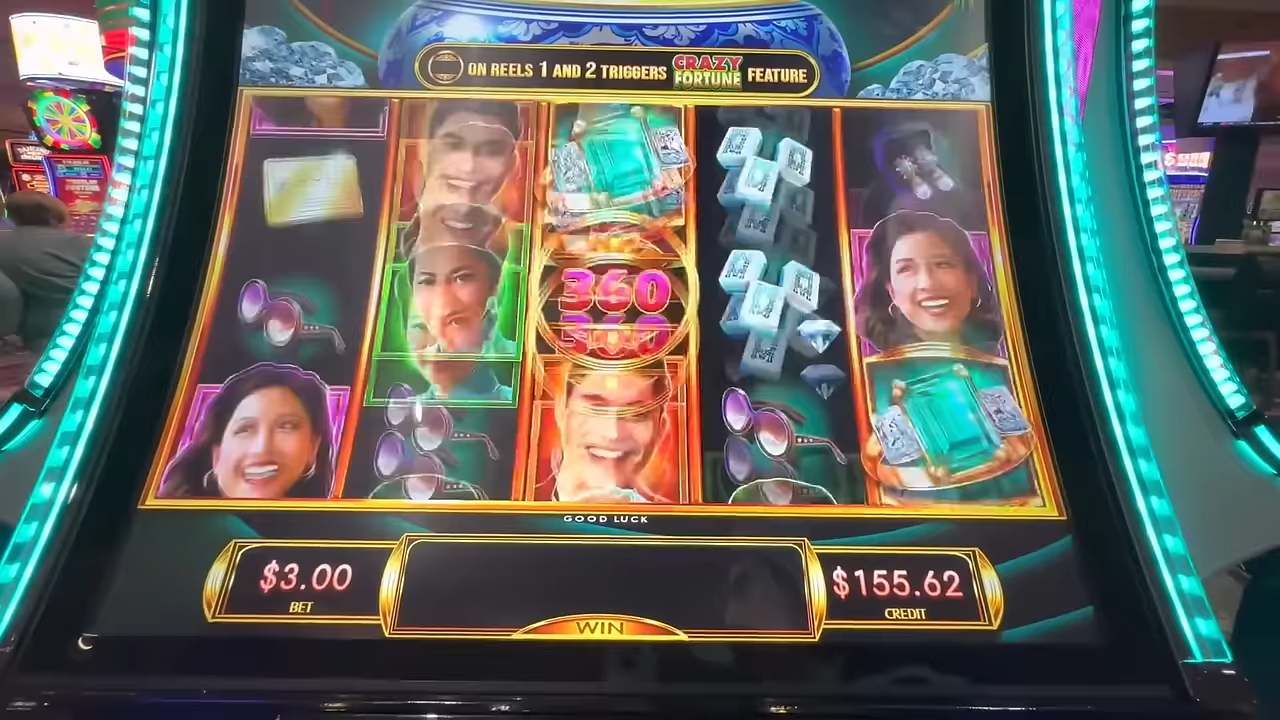 ON REELS 1 AND 2 TRIGGERS CRAZY FORTUNE FEATURE
360
360
GOOD LUCK
$3.00
BET
WIN
$155.62
CREDIT